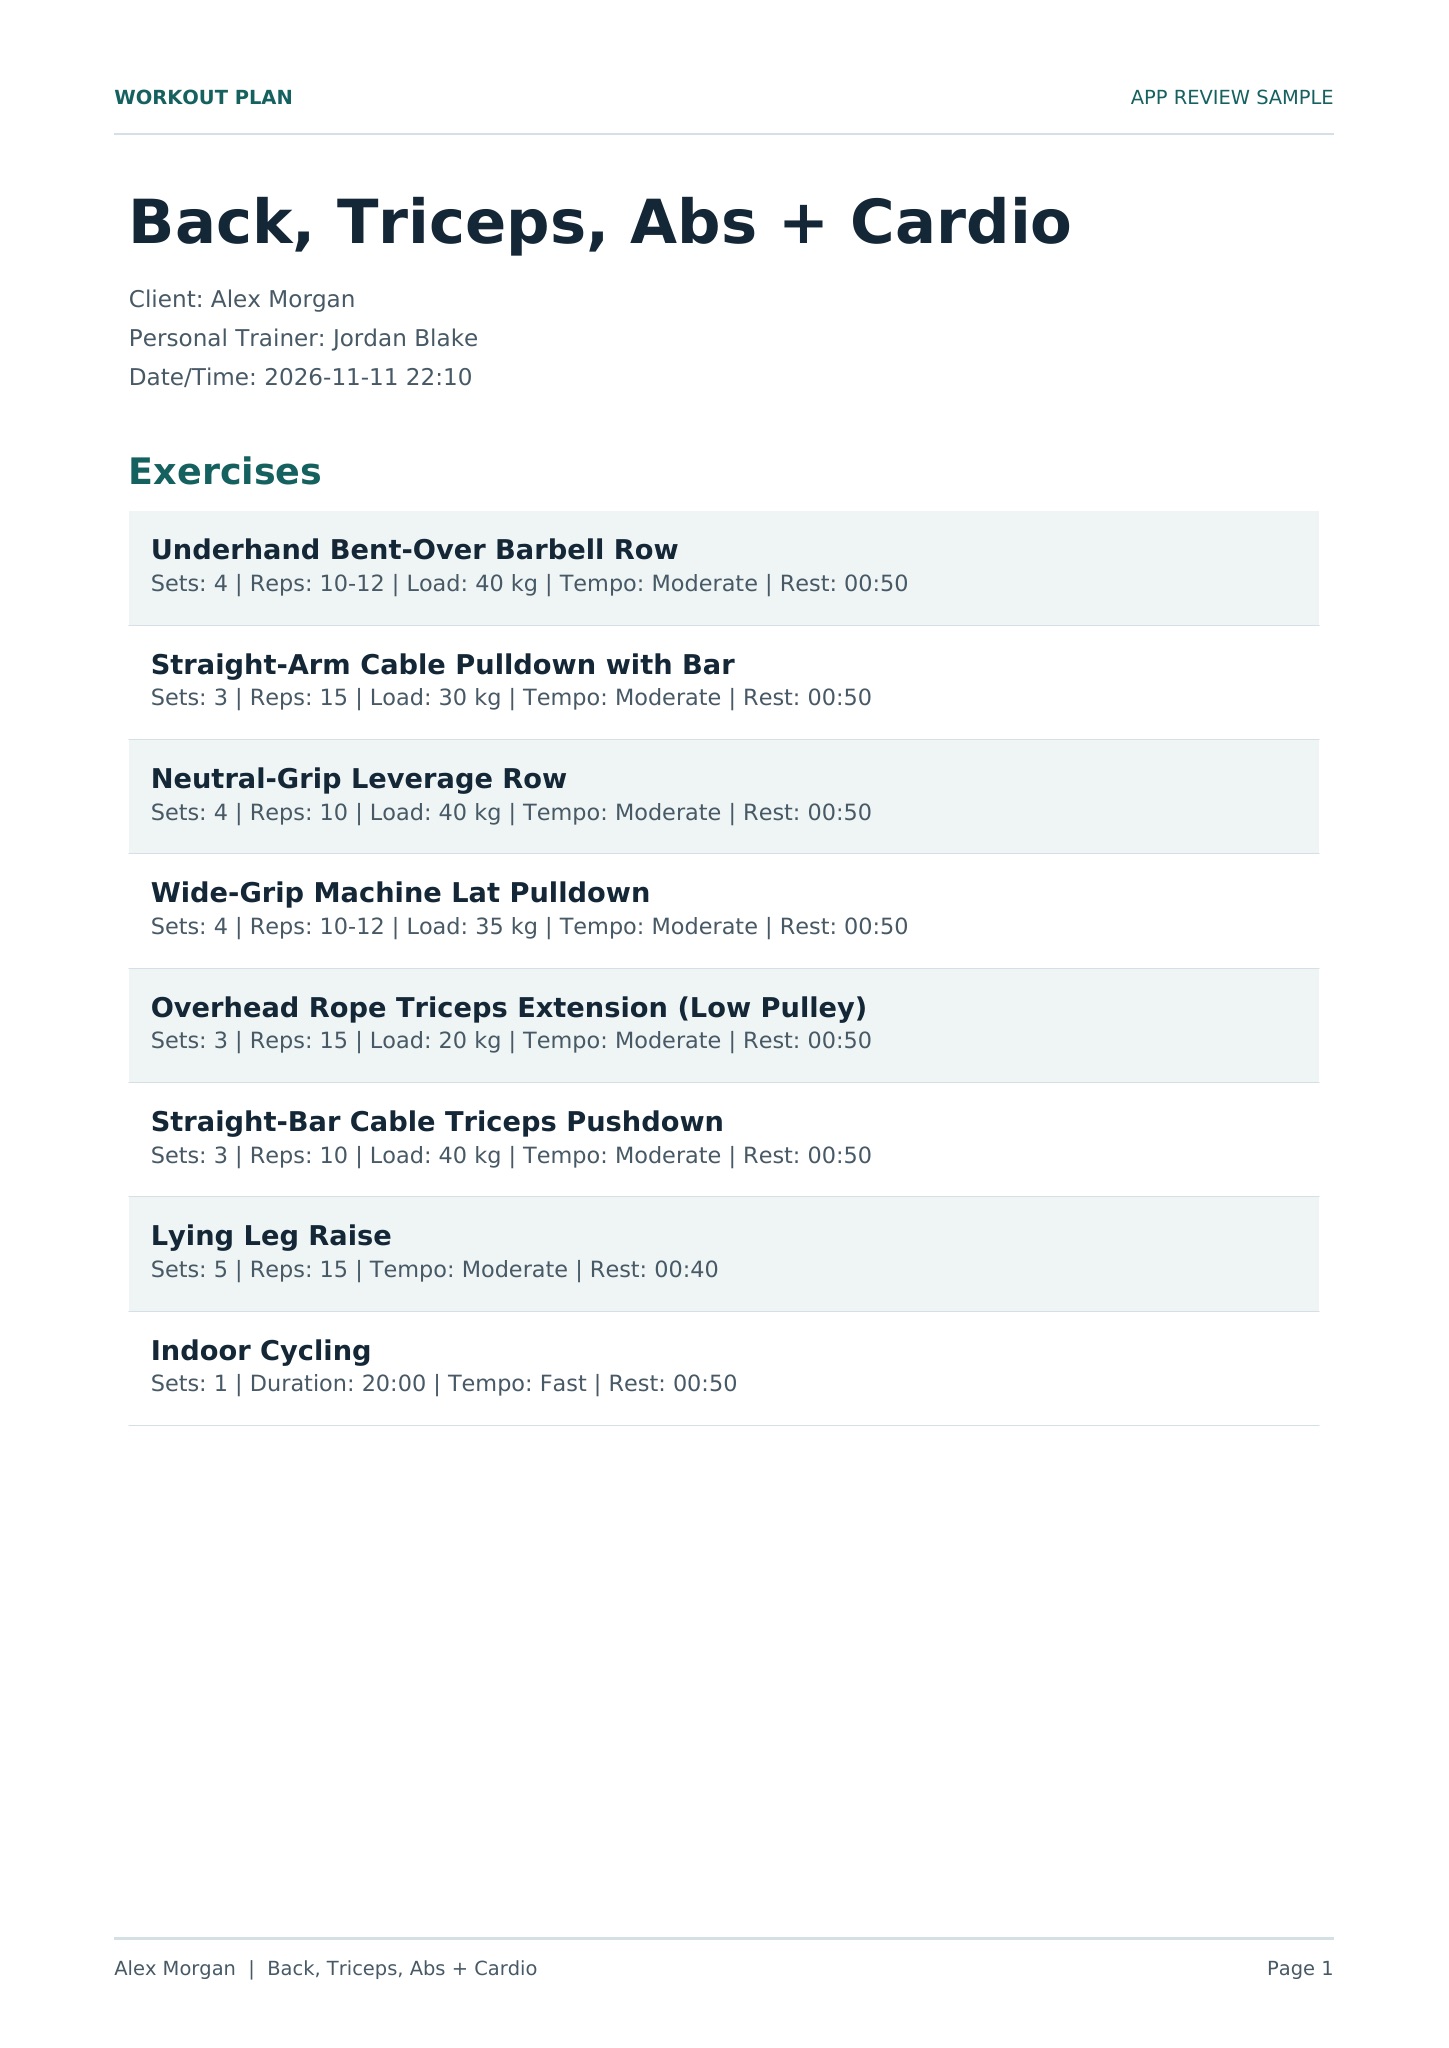 WORKOUT PLAN
APP REVIEW SAMPLE
Back, Triceps, Abs + Cardio
Client: Alex Morgan
Personal Trainer: Jordan Blake
Date/Time: 2026-11-11 22:10
Exercises
Underhand Bent-Over Barbell Row
Sets: 4 | Reps: 10-12 | Load: 40 kg | Tempo: Moderate | Rest: 00:50
Straight-Arm Cable Pulldown with Bar
Sets: 3 | Reps: 15 | Load: 30 kg | Tempo: Moderate | Rest: 00:50
Neutral-Grip Leverage Row
Sets: 4 | Reps: 10 | Load: 40 kg | Tempo: Moderate | Rest: 00:50
Wide-Grip Machine Lat Pulldown
Sets: 4 | Reps: 10-12 | Load: 35 kg | Tempo: Moderate | Rest: 00:50
Overhead Rope Triceps Extension (Low Pulley)
Sets: 3 | Reps: 15 | Load: 20 kg | Tempo: Moderate | Rest: 00:50
Straight-Bar Cable Triceps Pushdown
Sets: 3 | Reps: 10 | Load: 40 kg | Tempo: Moderate | Rest: 00:50
Lying Leg Raise
Sets: 5 | Reps: 15 | Tempo: Moderate | Rest: 00:40
Indoor Cycling
Sets: 1 | Duration: 20:00 | Tempo: Fast | Rest: 00:50
Alex Morgan | Back, Triceps, Abs + Cardio
Page 1